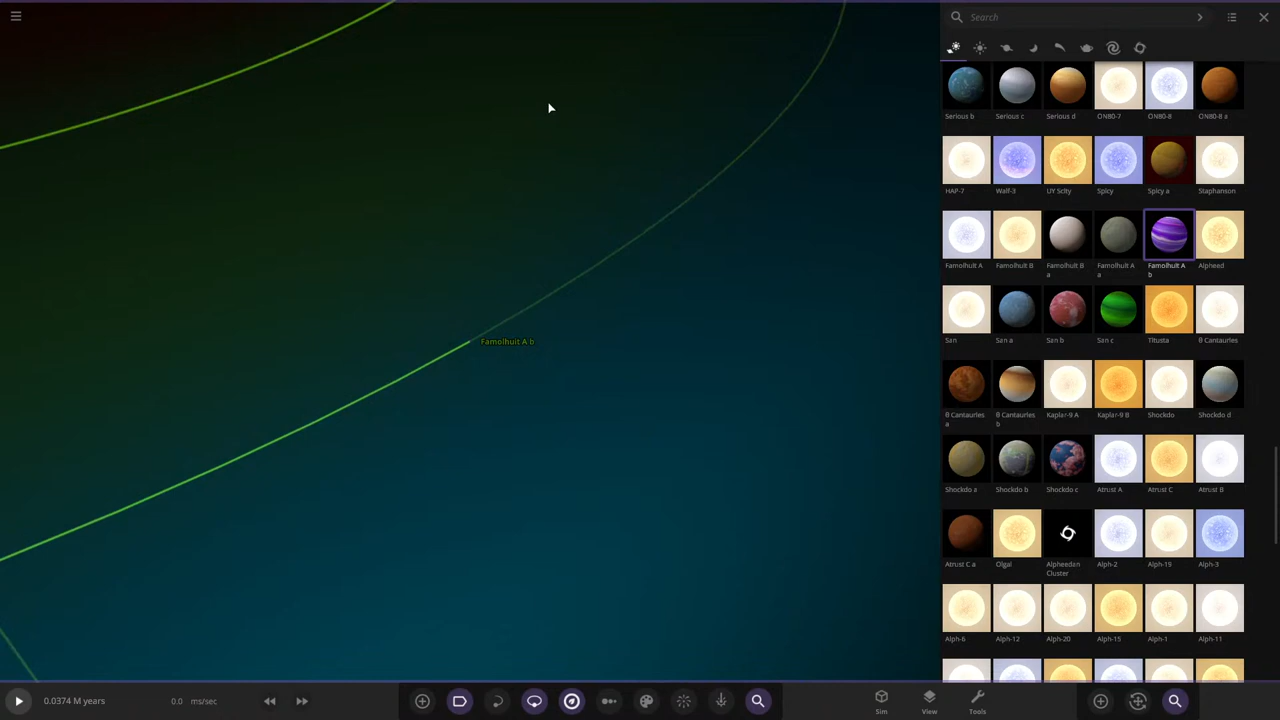 Search
Serious b
Serious c
Serious d
ON80-7
ON80-8
ON80-8 a
HAP-7
Walf-3
UY Scity
Spicy
Spicy a
Staphanson
Famolhuit A
Famolhuit B
Famolhuit B a
Famolhuit A a
Famolhuit A b
Alpheed
San
San a
San b
San c
Titusta
θ Cantaurles
θ Cantaurles a
θ Cantaurles b
Kaplar-9 A
Kaplar-9 B
Shockdo
Shockdo d
Shockdo a
Shockdo b
Shockdo c
Atrust A
Atrust C
Atrust B
Atrust C a
Olgal
Alpheedan Cluster
Alph-2
Alph-19
Alph-3
Alph-6
Alph-12
Alph-20
Alph-15
Alph-1
Alph-11
Famolhuit A b
0.0374 M years
0.0 ms/sec
Sim
View
Tools